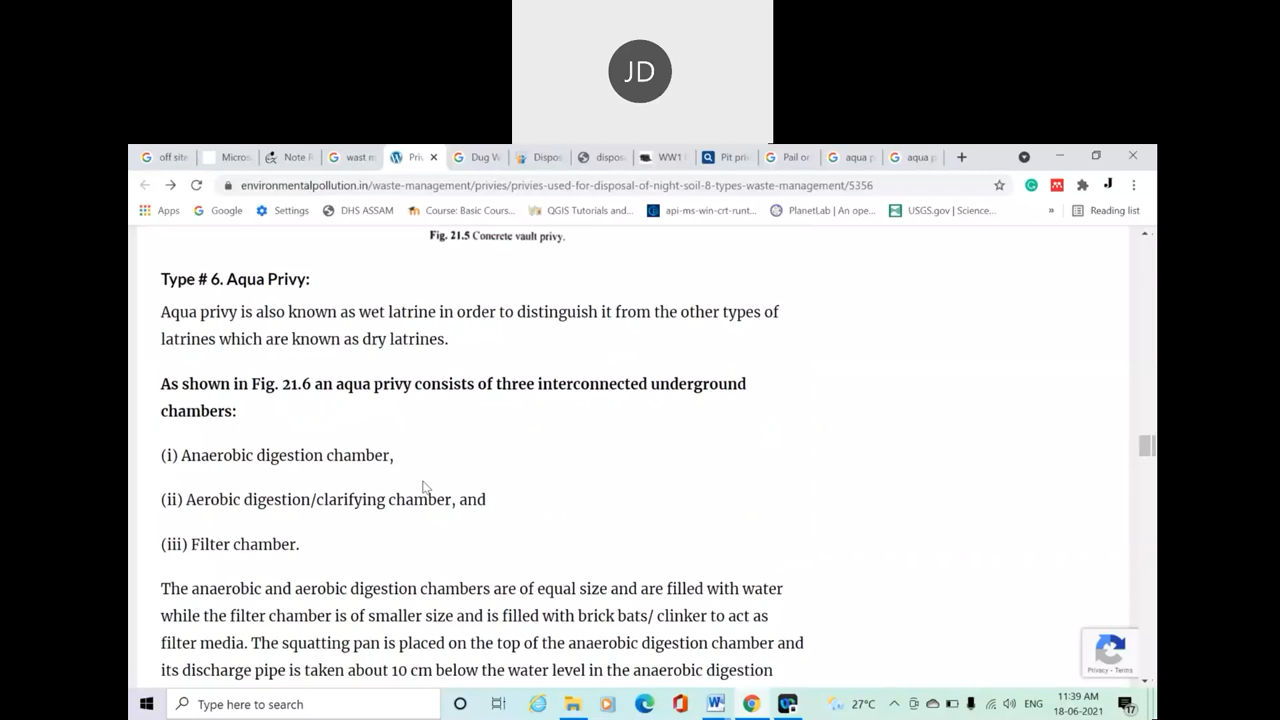 JD
off site
Micros
Note F
wast m
Priv
Dug W
Dispos
dispos
WW1
Pit pri
Pail or
aqua p
aqua p
environmentalpollution.in/waste-management/privies/privies-used-for-disposal-of-night-soil-8-types-waste-management/5356
J
Apps
Google
Settings
DHS ASSAM
Course: Basic Cours...
QGIS Tutorials and...
api-ms-win-crt-runt...
PlanetLab | An ope...
USGS.gov | Science...
»
Reading list
Fig. 21.5 Concrete vault privy.
Type # 6. Aqua Privy:
Aqua privy is also known as wet latrine in order to distinguish it from the other types of
latrines which are known as dry latrines.
As shown in Fig. 21.6 an aqua privy consists of three interconnected underground
chambers:
(i) Anaerobic digestion chamber,
(ii) Aerobic digestion/clarifying chamber, and
(iii) Filter chamber.
The anaerobic and aerobic digestion chambers are of equal size and are filled with water
while the filter chamber is of smaller size and is filled with brick bats/ clinker to act as
filter media. The squatting pan is placed on the top of the anaerobic digestion chamber and
its discharge pipe is taken about 10 cm below the water level in the anaerobic digestion
Privacy - Terms
Type here to search
27°C
ENG
11:39 AM
18-06-2021
17